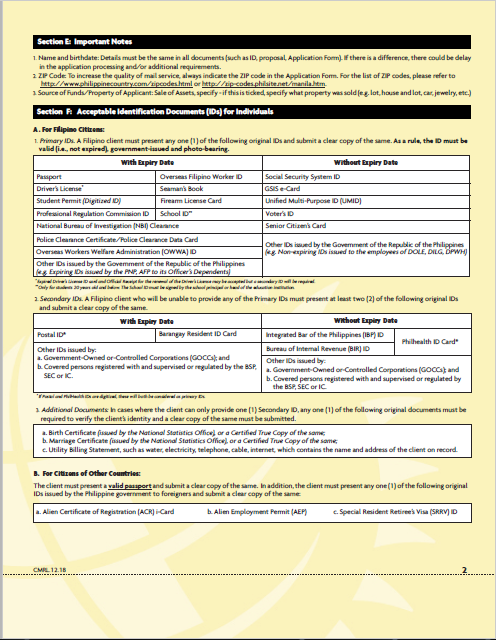 Section E: Important Notes
1. Name and birthdate: Details must be the same in all documents (such as ID, proposal, Application Form). If there is a difference, there could be delay
in the application processing and/or additional requirements.
2. ZIP Code: To increase the quality of mail service, always indicate the ZIP code in the Application Form. For the list of ZIP codes, please refer to
http://www.philippinecountry.com/zipcodes.html or http://zip-codes.philsite.net/manila.htm.
3. Source of Funds/Property of Applicant: Sale of Assets, specify – if this is ticked, specify what property was sold (e.g. lot, house and lot, car, jewelry, etc.)
Section F: Acceptable Identification Documents (IDs) for Individuals
A. For Filipino Citizens:
1. Primary IDs. A Filipino client must present any one (1) of the following original IDs and submit a clear copy of the same. As a rule, the ID must be
valid (i.e., not expired), government-issued and photo-bearing.
With Expiry Date Without Expiry Date
Passport Overseas Filipino Worker ID Social Security System ID
Driver's License* Seaman's Book GSIS e-Card
Student Permit (Digitized ID) Firearm License Card Unified Multi-Purpose ID (UMID)
Professional Regulation Commission ID School ID** Voter's ID
National Bureau of Investigation (NBI) Clearance Senior Citizen's Card
Police Clearance Certificate/Police Clearance Data Card
Overseas Workers Welfare Administration (OWWA) ID
Other IDs issued by the Government of the Republic of the Philippines
(e.g. Expiring IDs issued by the PNP, AFP to its Officer's Dependents)
Other IDs issued by the Government of the Republic of the Philippines
(e.g. Non-expiring IDs issued to the employees of DOLE, DILG, DPWH)
*Expired Driver's License ID card and Official Receipt for the renewal of the Driver's License may be accepted but a secondary ID will be required.
**Only for students 20 years old and below. The School ID must be signed by the school principal or head of the education institution.
2. Secondary IDs. A Filipino client who will be unable to provide any of the Primary IDs must present at least two (2) of the following original IDs
and submit a clear copy of the same.
With Expiry Date Without Expiry Date
Postal ID* Barangay Resident ID Card Integrated Bar of the Philippines (IBP) ID Philhealth ID Card*
Bureau of Internal Revenue (BIR) ID
Other IDs issued by:
a. Government-Owned or-Controlled Corporations (GOCCs); and
b. Covered persons registered with and supervised or regulated by the BSP,
SEC or IC.
Other IDs issued by:
a. Government-Owned or-Controlled Corporations (GOCCs); and
b. Covered persons registered with and supervised or regulated by
the BSP, SEC or IC.
*If Postal and PhilHealth IDs are digitized, these will both be considered as primary IDs.
3. Additional Documents: In cases where the client can only provide one (1) Secondary ID, any one (1) of the following original documents must be
required to verify the client's identity and a clear copy of the same must be submitted.
a. Birth Certificate (issued by the National Statistics Office), or a Certified True Copy of the same;
b. Marriage Certificate (issued by the National Statistics Office), or a Certified True Copy of the same;
c. Utility Billing Statement, such as water, electricity, telephone, cable, internet, which contains the name and address of the client on record.
B. For Citizens of Other Countries:
The client must present a valid passport and submit a clear copy of the same. In addition, the client must present any one (1) of the following original
IDs issued by the Philippine government to foreigners and submit a clear copy of the same:
a. Alien Certificate of Registration (ACR) i-Card b. Alien Employment Permit (AEP) c. Special Resident Retiree's Visa (SRRV) ID
CMRL.12.18 2